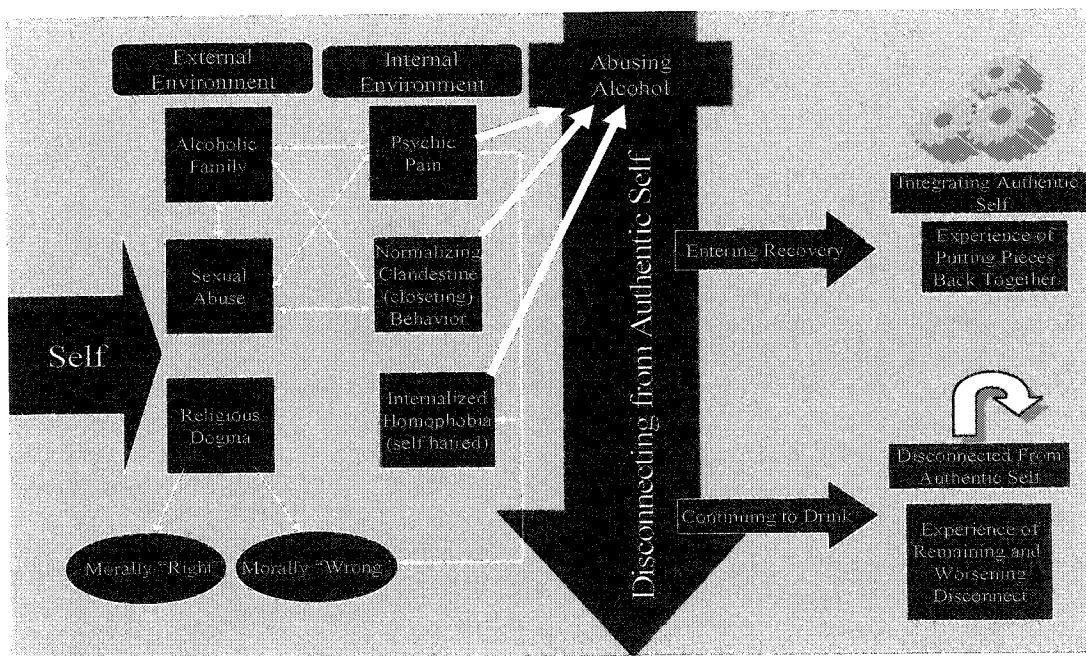 External
Environment
Internal
Environment
Abusing
Alcohol
Alcoholic
Family
Psychic
Pain
Sexual
Abuse
Normalizing
Clandestine
(closeting)
Behavior
Self
Religious
Dogma
Internalized
Homophobia
(self hatred)
Morally “Right”
Morally “Wrong
Disconnecting from Authentic Self
Entering Recovery
Integrating Authentic
Self
Experience of
Putting Pieces
Back Together
Continuing to Drink
Disconnected From
Authentic Self
Experience of
Remaining and
Worsening
Disconnect